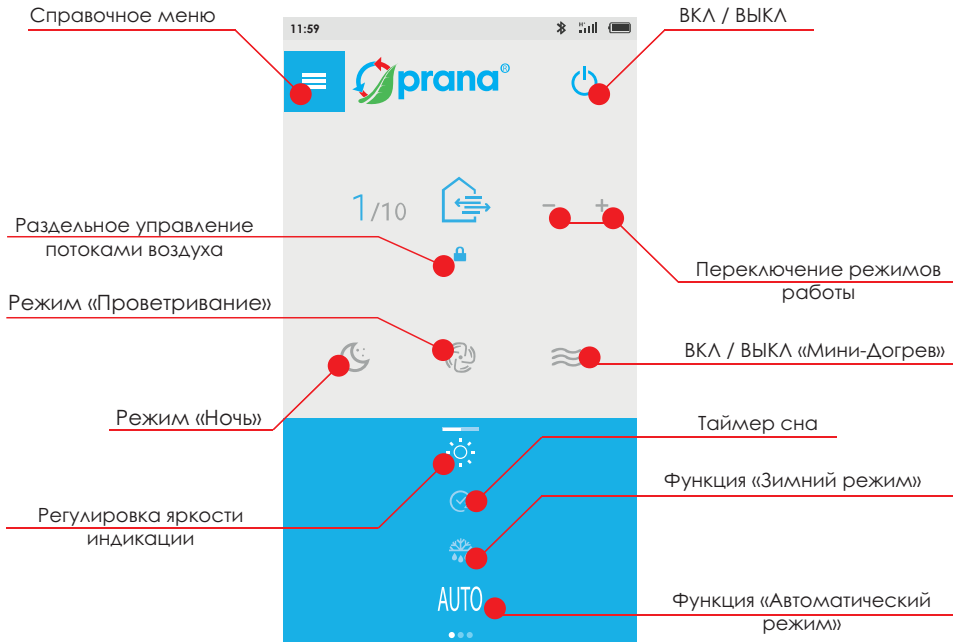 Справочное меню
ВКЛ / ВЫКЛ
11:59
H
prana®
1/10
− +
Раздельное управление
потоками воздуха
Переключение режимов
работы
Режим «Проветривание»
ВКЛ / ВЫКЛ «Мини-Догрев»
Режим «Ночь»
Таймер сна
Функция «Зимний режим»
Регулировка яркости
индикации
AUTO
Функция «Автоматический
режим»